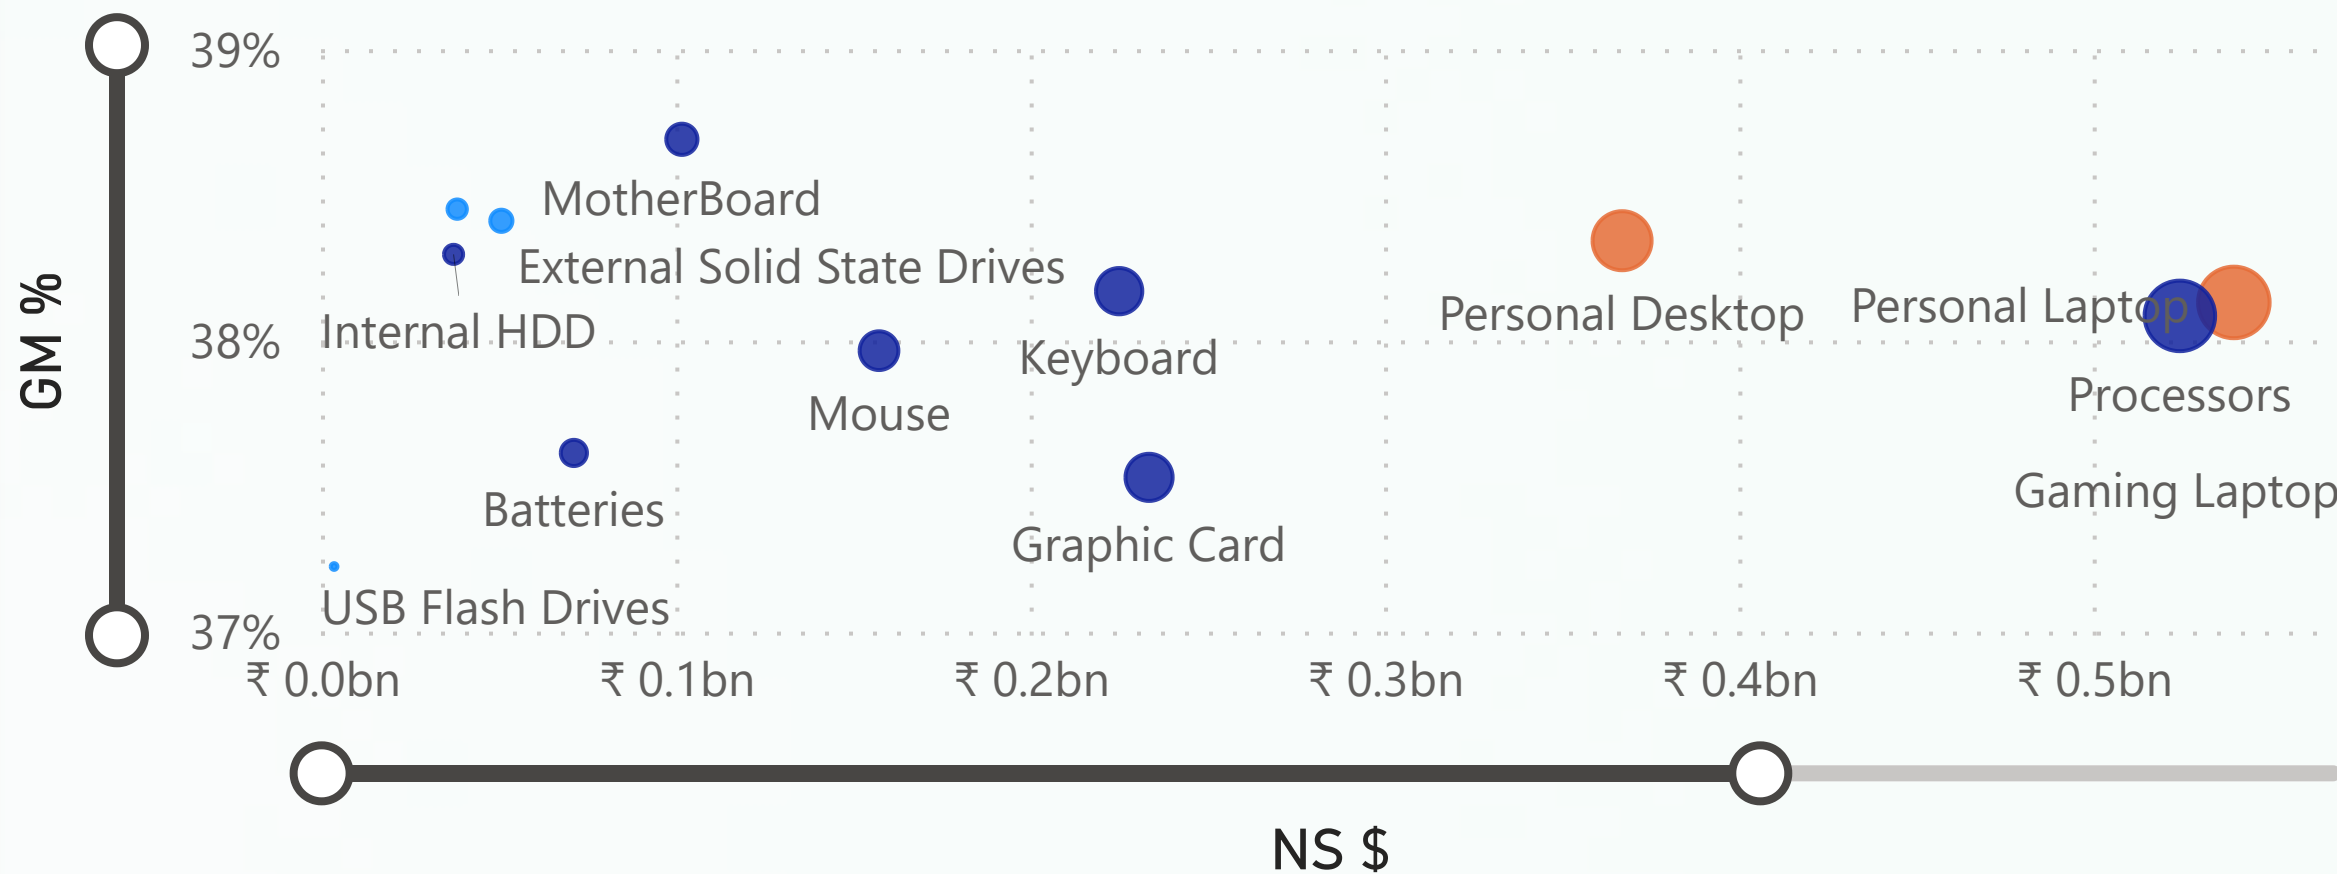 39%
MotherBoard
External Solid State Drives
Personal Desktop
Personal Laptop
Internal HDD
38%
Keyboard
Processors
Mouse
GM %
Gaming Laptop
Batteries
Graphic Card
USB Flash Drives
37%
₹ 0.0bn ₹ 0.1bn ₹ 0.2bn ₹ 0.3bn ₹ 0.4bn ₹ 0.5bn
NS $